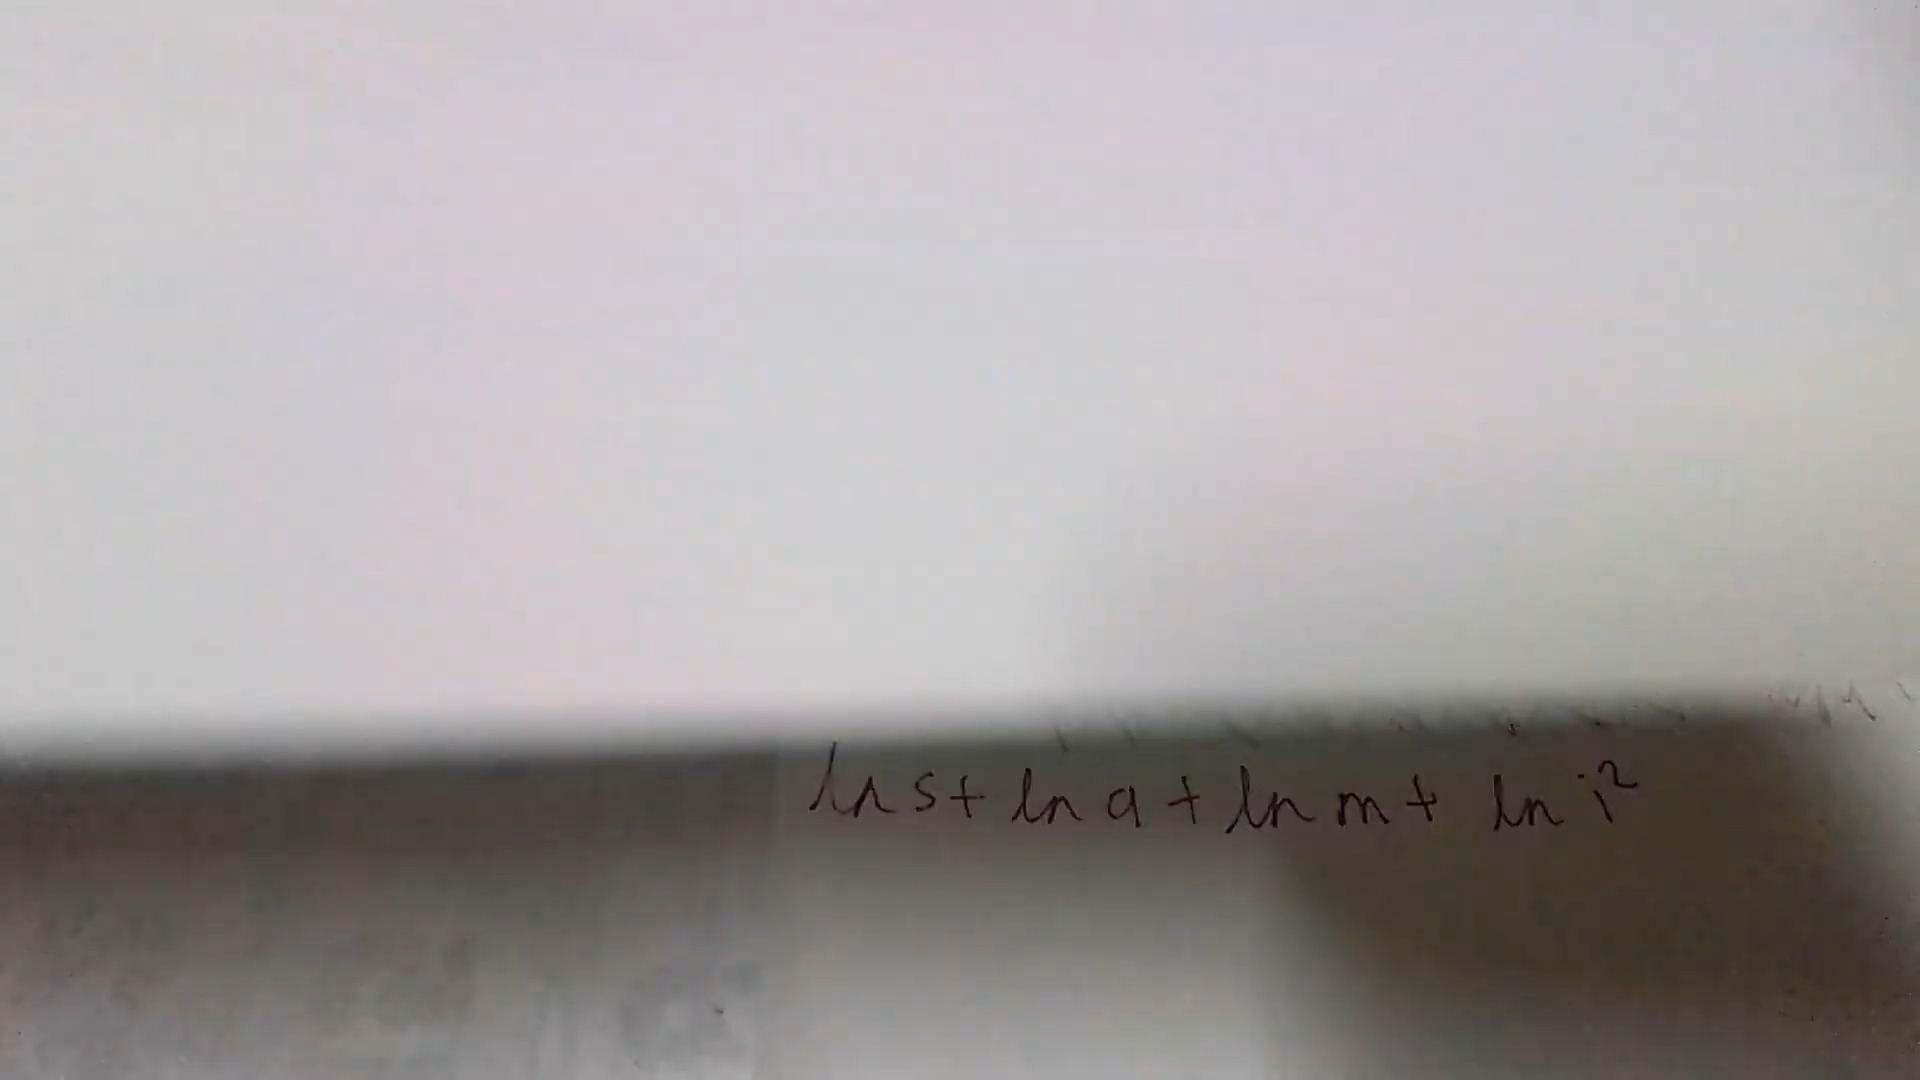 ln s + ln a + ln m + ln i²